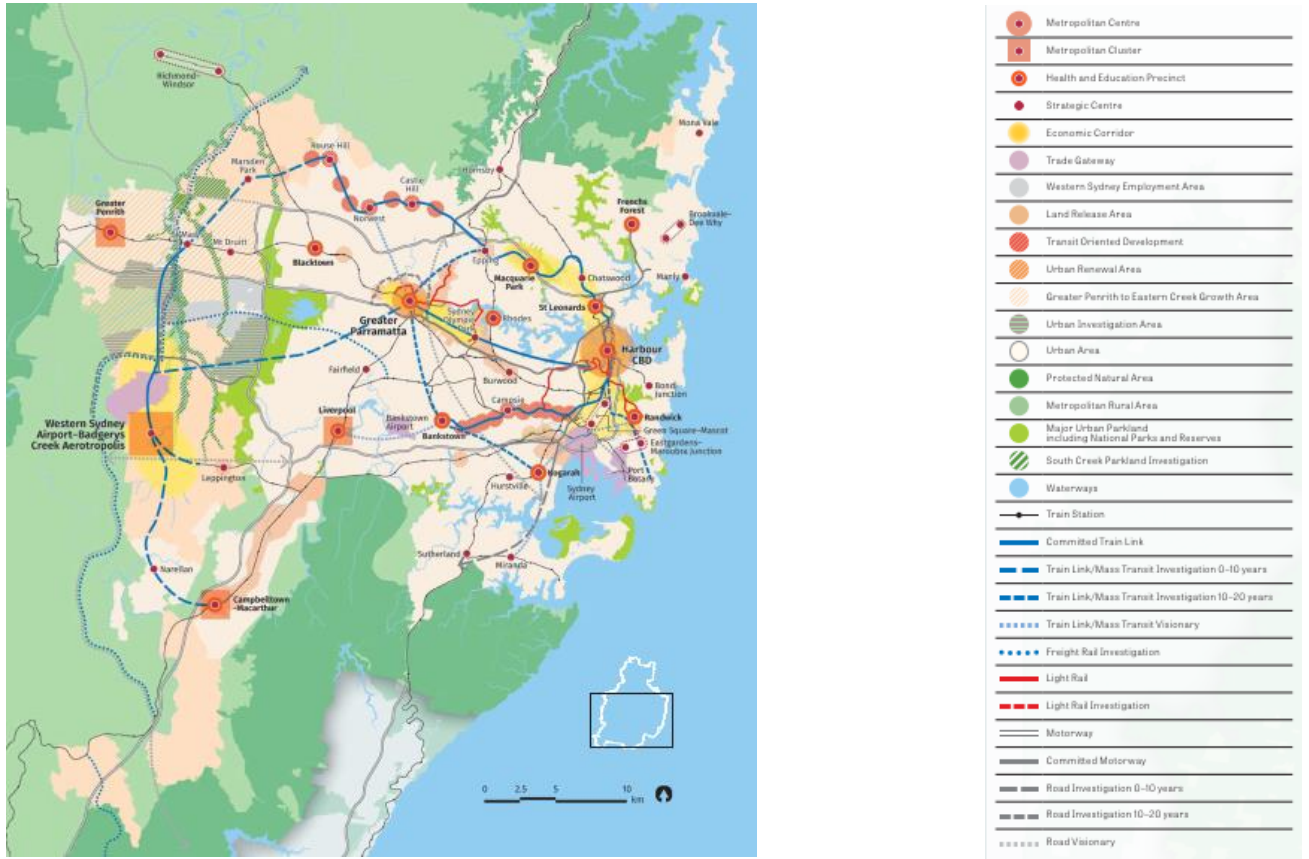 Richmond–
Windsor
Mona Vale
Rouse Hill
Hornsby
Marsden
Park
Castle
Hill
Norwest
Greater
Penrith
Frenchs
Forest
Brookvale–
Dee Why
St Marys
Mt Druitt
Blacktown
Epping
Macquarie
Park
Chatswood
Manly
St Leonards
Greater
Parramatta
Sydney
Olympic
Park
Rhodes
Harbour
CBD
Fairfield
Burwood
Bondi
Junction
Campsie
Liverpool
Bankstown
Airport
Bankstown
Randwick
Western Sydney
Airport–Badgerys
Creek Aerotropolis
Green Square–Mascot
Eastgardens–
Maroubra Junction
Leppington
Kogarah
Port
Botany
Hurstville
Sydney
Airport
Sutherland
Miranda
Narellan
Campbelltown
–Macarthur
0 2.5 5 10
km
Metropolitan Centre
Metropolitan Cluster
Health and Education Precinct
Strategic Centre
Economic Corridor
Trade Gateway
Western Sydney Employment Area
Land Release Area
Transit Oriented Development
Urban Renewal Area
Greater Penrith to Eastern Creek Growth Area
Urban Investigation Area
Urban Area
Protected Natural Area
Metropolitan Rural Area
Major Urban Parkland
including National Parks and Reserves
South Creek Parkland Investigation
Waterways
Train Station
Committed Train Link
Train Link/Mass Transit Investigation 0–10 years
Train Link/Mass Transit Investigation 10–20 years
Train Link/Mass Transit Visionary
Freight Rail Investigation
Light Rail
Light Rail Investigation
Motorway
Committed Motorway
Road Investigation 0–10 years
Road Investigation 10–20 years
Road Visionary